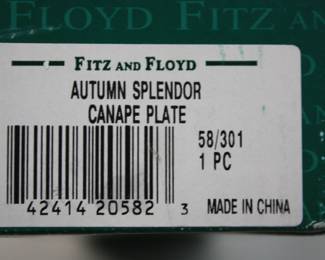 FLOYD FITZ AN
FITZ AND FLOYD
AUTUMN SPLENDOR
CANAPE PLATE
58/301
1 PC
42414 20582 3
MADE IN CHINA